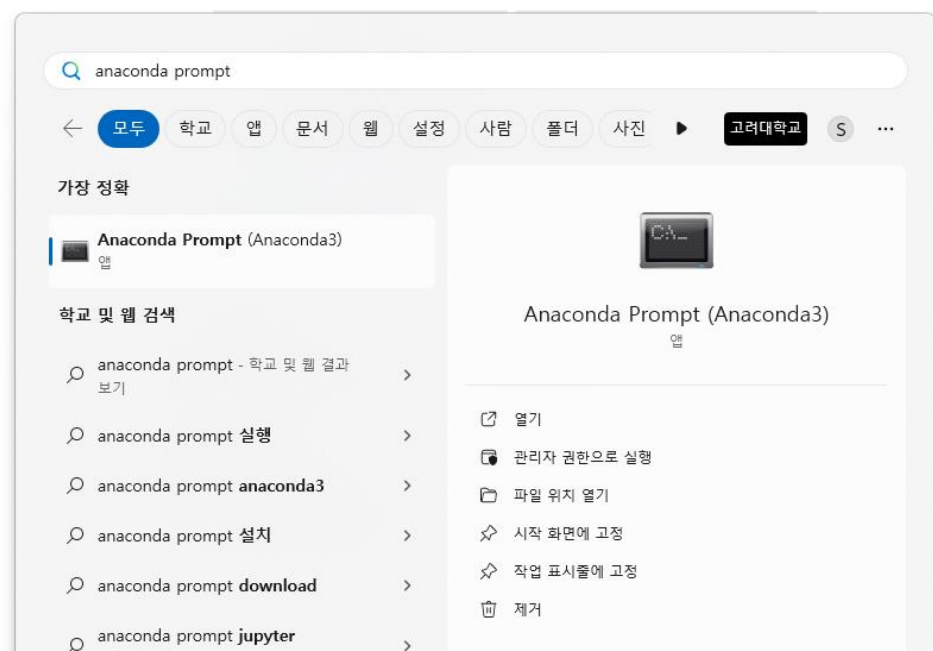 anaconda prompt
모두 학교 앱 문서 웹 설정 사람 폴더 사진 고려대학교 S ...
가장 정확
Anaconda Prompt (Anaconda3)
앱
학교 및 웹 검색
anaconda prompt - 학교 및 웹 결과
보기
anaconda prompt 실행
anaconda prompt anaconda3
anaconda prompt 설치
anaconda prompt download
anaconda prompt jupyter
C:\_
Anaconda Prompt (Anaconda3)
앱
열기
관리자 권한으로 실행
파일 위치 열기
시작 화면에 고정
작업 표시줄에 고정
제거